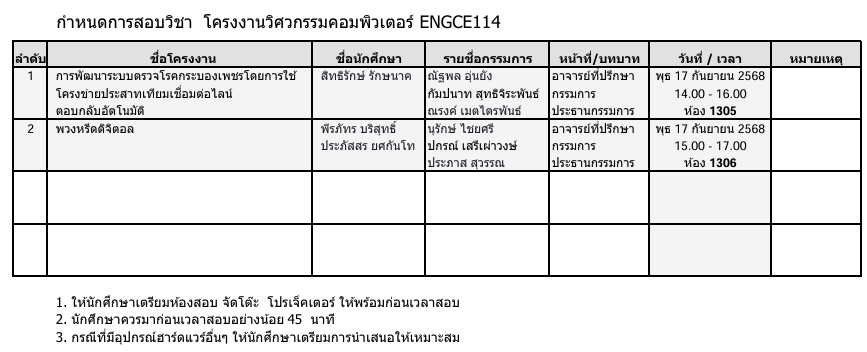 กำหนดการสอบวิชา โครงงานวิศวกรรมคอมพิวเตอร์ ENGCE114
ลำดับ ชื่อโครงงาน ชื่อนักศึกษา รายชื่อกรรมการ หน้าที่/บทบาท วันที่ / เวลา หมายเหตุ
1 การพัฒนาระบบตรวจโรคกระบองเพชรโดยการใช้ สิทธิรักษ์ รักษนาค ณัฐพล อุ่นยัง อาจารย์ที่ปรึกษา พุธ 17 กันยายน 2568
โครงข่ายประสาทเทียมเชื่อมต่อไลน์ กัมปนาท สุทธิจิระพันธ์ กรรมการ 14.00 - 16.00
ตอบกลับอัตโนมัติ ณรงค์ เมตไตรพันธ์ ประธานกรรมการ ห้อง 1305
2 พวงหรีดดิจิตอล พีรภัทร บริสุทธิ์ นุรักษ์ ไชยศรี อาจารย์ที่ปรึกษา พุธ 17 กันยายน 2568
ประภัสสร ยศกันโท ปกรณ์ เสรีเผ่าวงษ์ กรรมการ 15.00 - 17.00
ประภาส สุวรรณ ประธานกรรมการ ห้อง 1306
1. ให้นักศึกษาเตรียมห้องสอบ จัดโต๊ะ โปรเจ็คเตอร์ ให้พร้อมก่อนเวลาสอบ
2. นักศึกษาควรมาก่อนเวลาสอบอย่างน้อย 45 นาที
3. กรณีที่มีอุปกรณ์ฮาร์ดแวร์อื่นๆ ให้นักศึกษาเตรียมการนำเสนอให้เหมาะสม